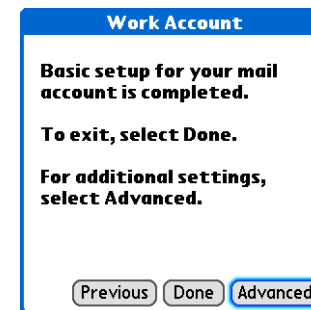 Work Account
Basic setup for your mail
account is completed.
To exit, select Done.
For additional settings,
select Advanced.
Previous Done Advanced